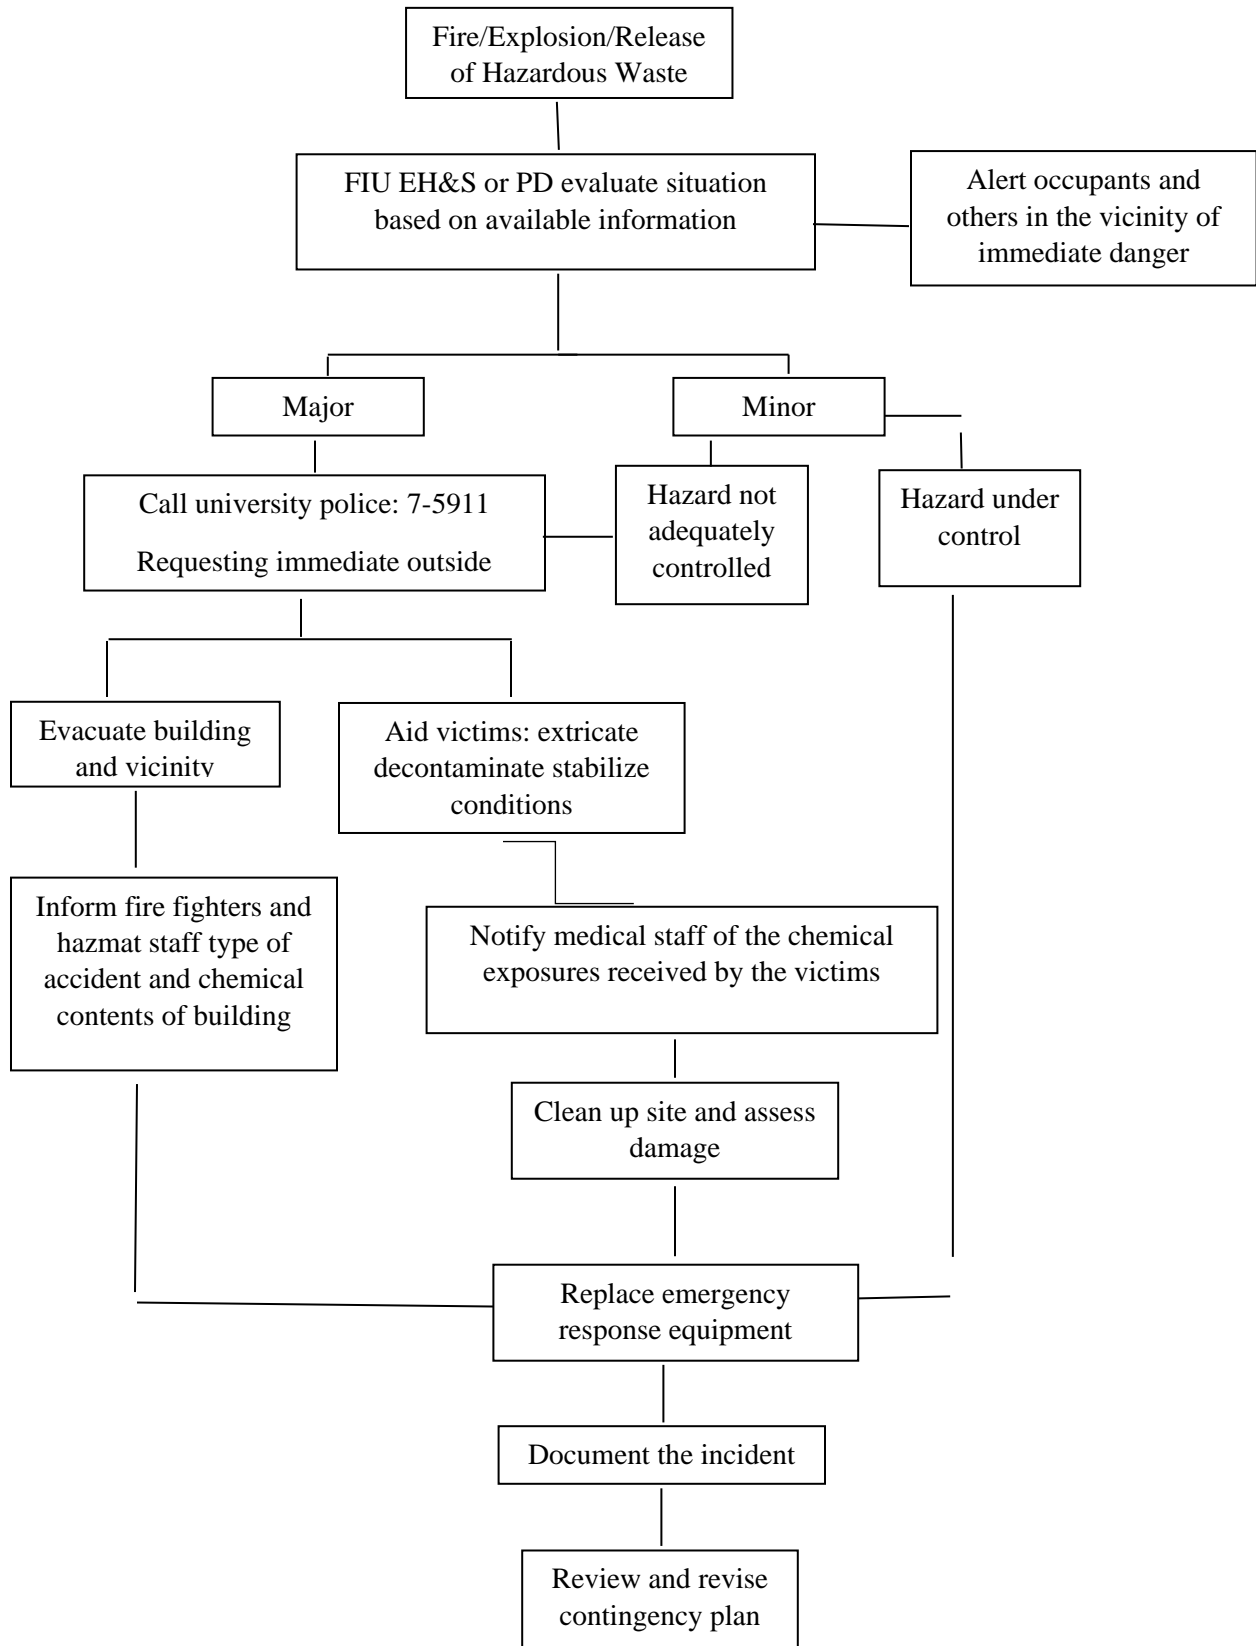 Fire/Explosion/Release
of Hazardous Waste
FIU EH&S or PD evaluate situation
based on available information
Alert occupants and
others in the vicinity of
immediate danger
Major
Minor
Call university police: 7-5911
Requesting immediate outside
Hazard not
adequately
controlled
Hazard under
control
Evacuate building
and vicinity
Aid victims: extricate
decontaminate stabilize
conditions
Inform fire fighters and
hazmat staff type of
accident and chemical
contents of building
Notify medical staff of the chemical
exposures received by the victims
Clean up site and assess
damage
Replace emergency
response equipment
Document the incident
Review and revise
contingency plan